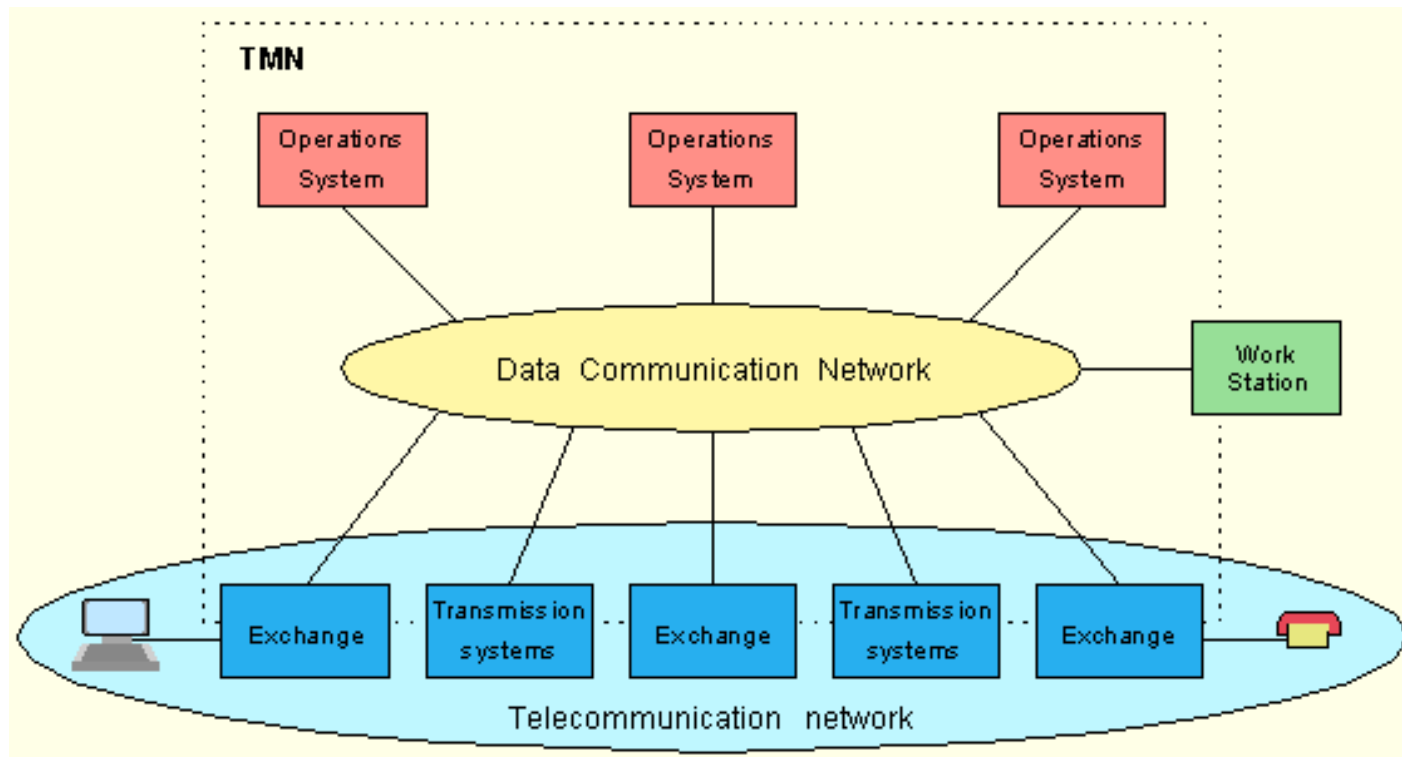 TMN
Operations
System
Operations
System
Operations
System
Data Communication Network
Work
Station
Exchange
Transmission
systems
Exchange
Transmission
systems
Exchange
Telecommunication network